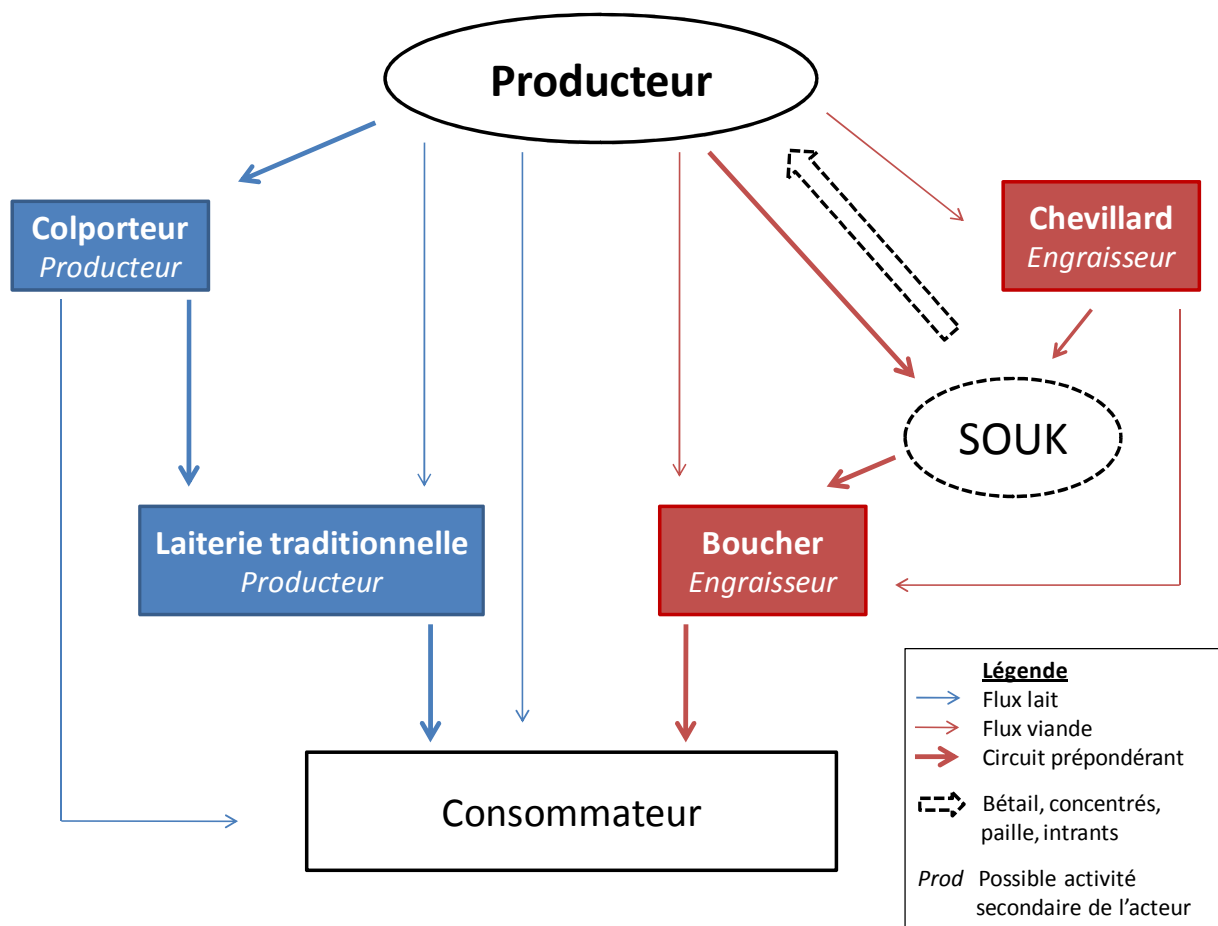 Producteur
Colporteur
Producteur
Chevillard
Engraisseur
SOUK
Laiterie traditionnelle
Producteur
Boucher
Engraisseur
Consommateur
Légende
Flux lait
Flux viande
Circuit prépondérant
Bétail, concentrés,
paille, intrants
Prod Possible activité
secondaire de l’acteur